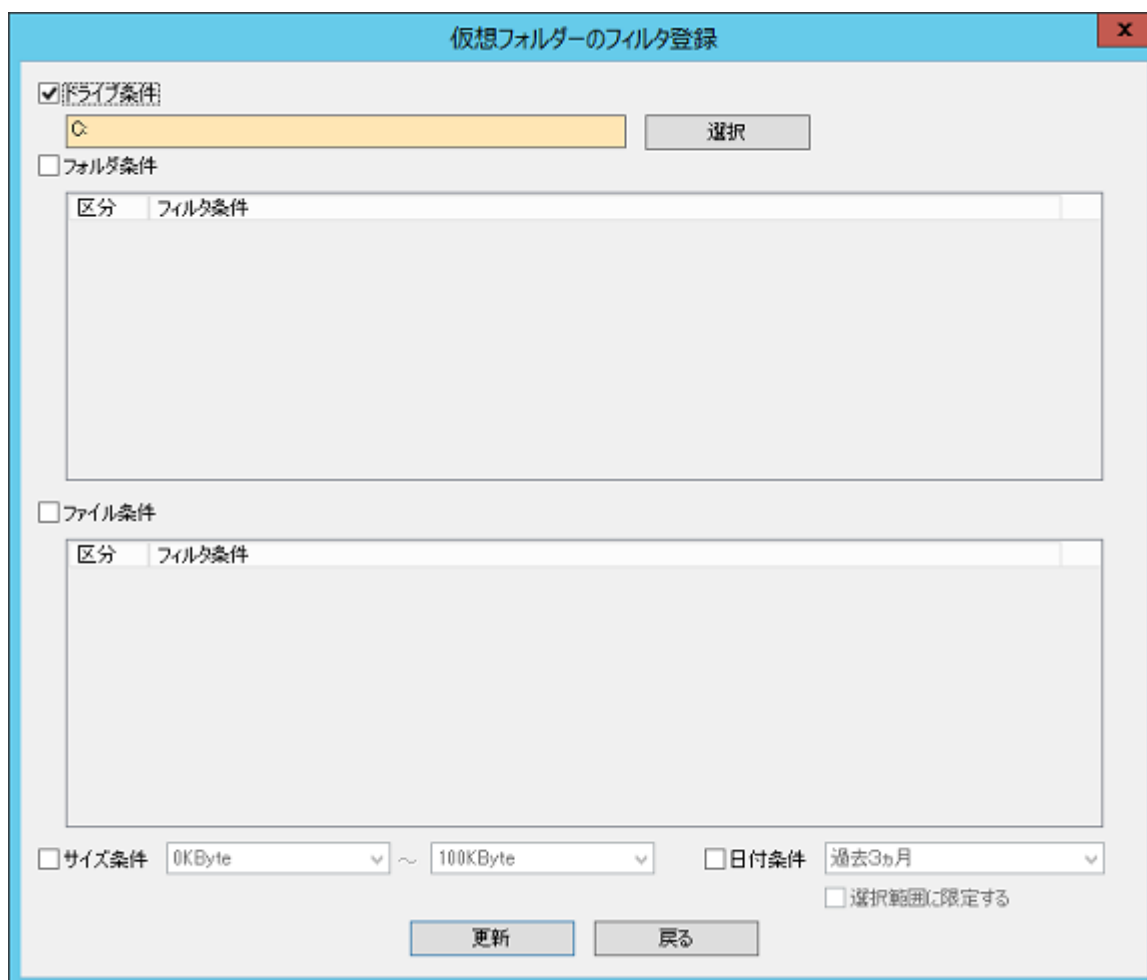 仮想フォルダーのフィルタ登録
x
ドライブ条件
C:
選択
フォルダ条件
区分 フィルタ条件
ファイル条件
区分 フィルタ条件
サイズ条件 0KByte ～ 100KByte 日付条件 過去3ヵ月
選択範囲に限定する
更新 戻る